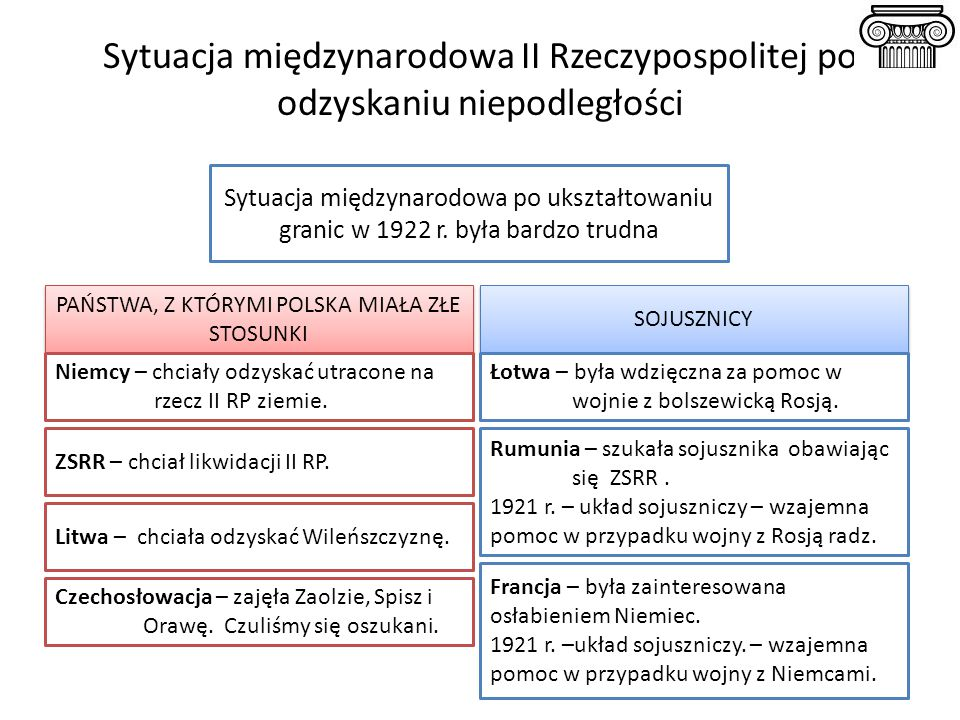 Sytuacja międzynarodowa II Rzeczypospolitej po
odzyskaniu niepodległości
Sytuacja międzynarodowa po ukształtowaniu
granic w 1922 r. była bardzo trudna
PAŃSTWA, Z KTÓRYMI POLSKA MIAŁA ZŁE
STOSUNKI
Niemcy – chciały odzyskać utracone na
rzecz II RP ziemie.
ZSRR – chciał likwidacji II RP.
Litwa – chciała odzyskać Wileńszczyznę.
Czechosłowacja – zajęła Zaolzie, Spisz i
Orawę. Czuliśmy się oszukani.
SOJUSZNICY
Łotwa – była wdzięczna za pomoc w
wojnie z bolszewicką Rosją.
Rumunia – szukała sojusznika obawiając
się ZSRR .
1921 r. – układ sojuszniczy – wzajemna
pomoc w przypadku wojny z Rosją radz.
Francja – była zainteresowana
osłabieniem Niemiec.
1921 r. –układ sojuszniczy. – wzajemna
pomoc w przypadku wojny z Niemcami.